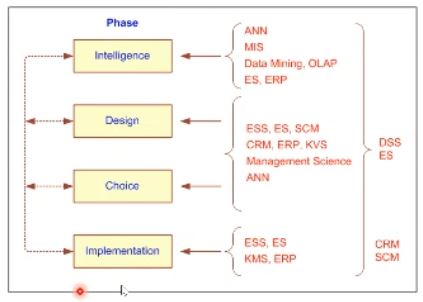 Phase
Intelligence
ANN
MIS
Data Mining, OLAP
ES, ERP
Design
Choice
ESS, ES, SCM
CRM, ERP, KVS
Management Science
ANN
DSS
ES
Implementation
ESS, ES
KMS, ERP
CRM
SCM